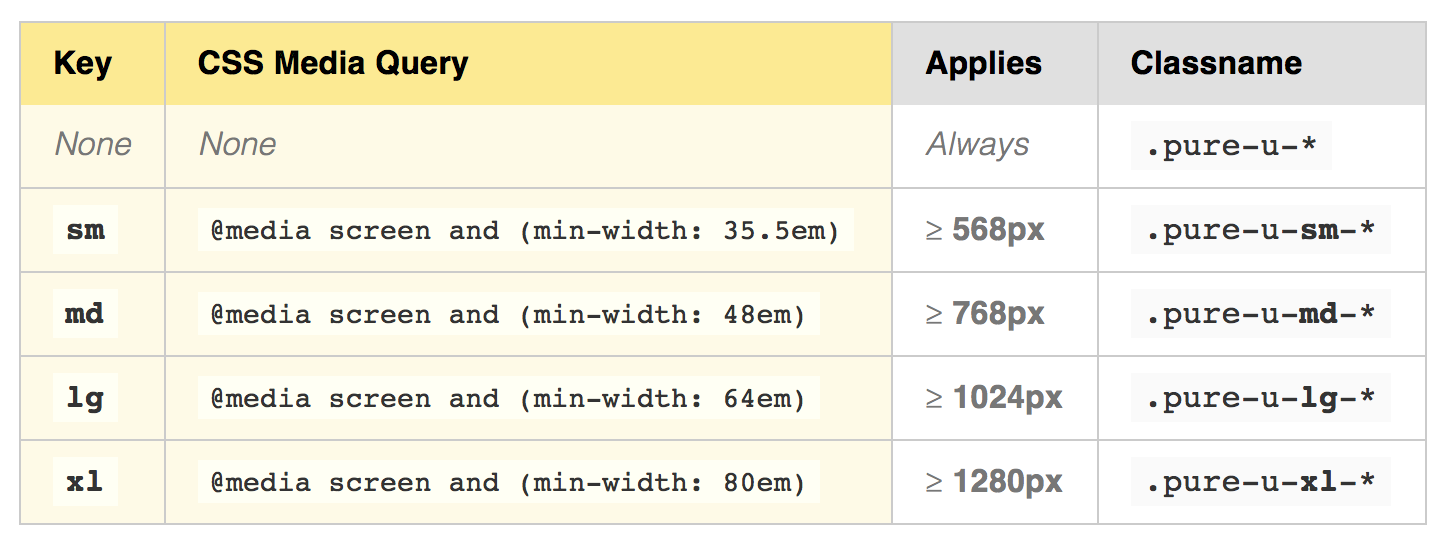 Key CSS Media Query Applies Classname
None None Always .pure-u-*
sm @media screen and (min-width: 35.5em) ≥ 568px .pure-u-sm-*
md @media screen and (min-width: 48em) ≥ 768px .pure-u-md-*
lg @media screen and (min-width: 64em) ≥ 1024px .pure-u-lg-*
xl @media screen and (min-width: 80em) ≥ 1280px .pure-u-xl-*